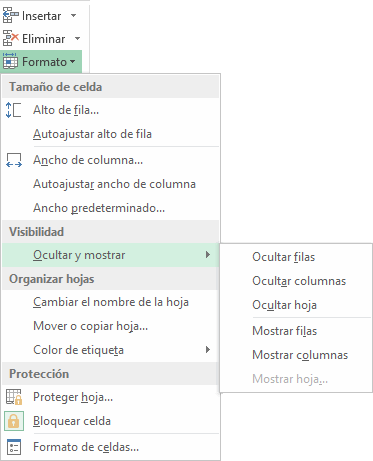 Insertar
Eliminar
Formato
Tamaño de celda
Alto de fila...
Autoajustar alto de fila
Ancho de columna...
Autoajustar ancho de columna
Ancho predeterminado...
Visibilidad
Ocultar y mostrar
Ocultar filas
Ocultar columnas
Ocultar hoja
Mostrar filas
Mostrar columnas
Mostrar hoja...
Organizar hojas
Cambiar el nombre de la hoja
Mover o copiar hoja...
Color de etiqueta
Protección
Proteger hoja...
Bloquear celda
Formato de celdas...